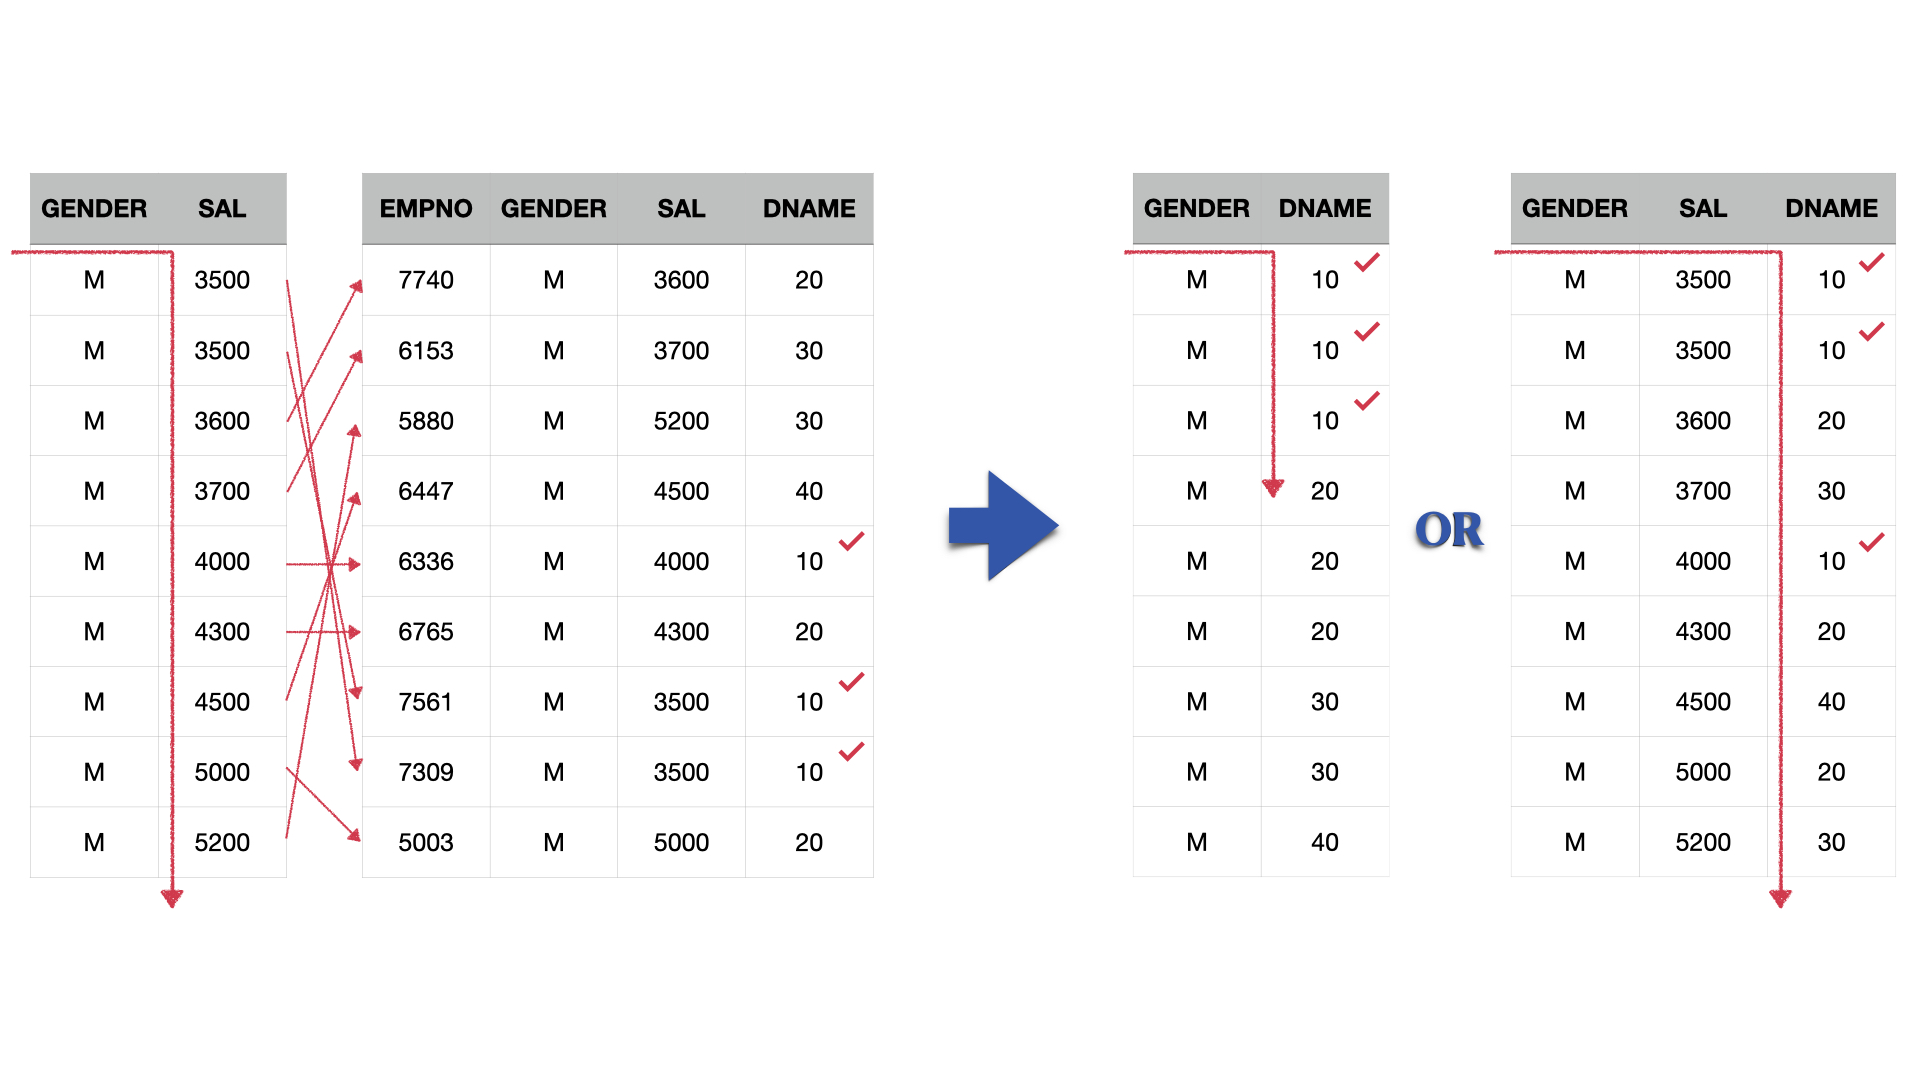 GENDER SAL
M 3500
M 3500
M 3600
M 3700
M 4000
M 4300
M 4500
M 5000
M 5200
EMPNO GENDER SAL DNAME
7740 M 3600 20
6153 M 3700 30
5880 M 5200 30
6447 M 4500 40
6336 M 4000 10
6765 M 4300 20
7561 M 3500 10
7309 M 3500 10
5003 M 5000 20
GENDER DNAME
M 10
M 10
M 10
M 20
M 20
M 20
M 30
M 30
M 40
OR
GENDER SAL DNAME
M 3500 10
M 3500 10
M 3600 20
M 3700 30
M 4000 10
M 4300 20
M 4500 40
M 5000 20
M 5200 30